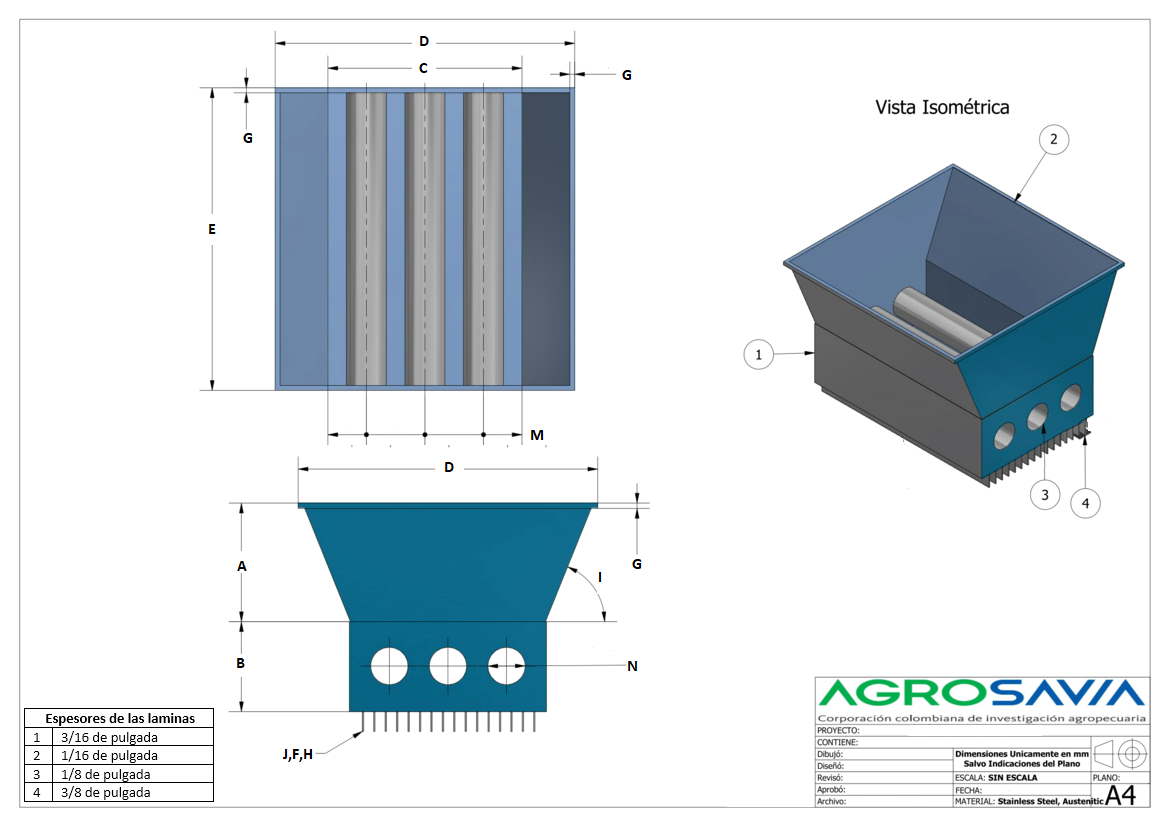 D
C
G
G
E
M
Vista Isométrica
2
1
3
4
D
A
G
I
B
N
J,F,H
Espesores de las laminas
1 3/16 de pulgada
2 1/16 de pulgada
3 1/8 de pulgada
4 3/8 de pulgada
AGROSAVIA
Corporación colombiana de investigación agropecuaria
PROYECTO:
CONTIENE:
Dibujó:
Diseñó:
Revisó:
Aprobó:
Archivo:
Dimensiones Unicamente en mm
Salvo Indicaciones del Plano
ESCALA: SIN ESCALA
FECHA:
MATERIAL: Stainless Steel, Austenitic
PLANO:
A4